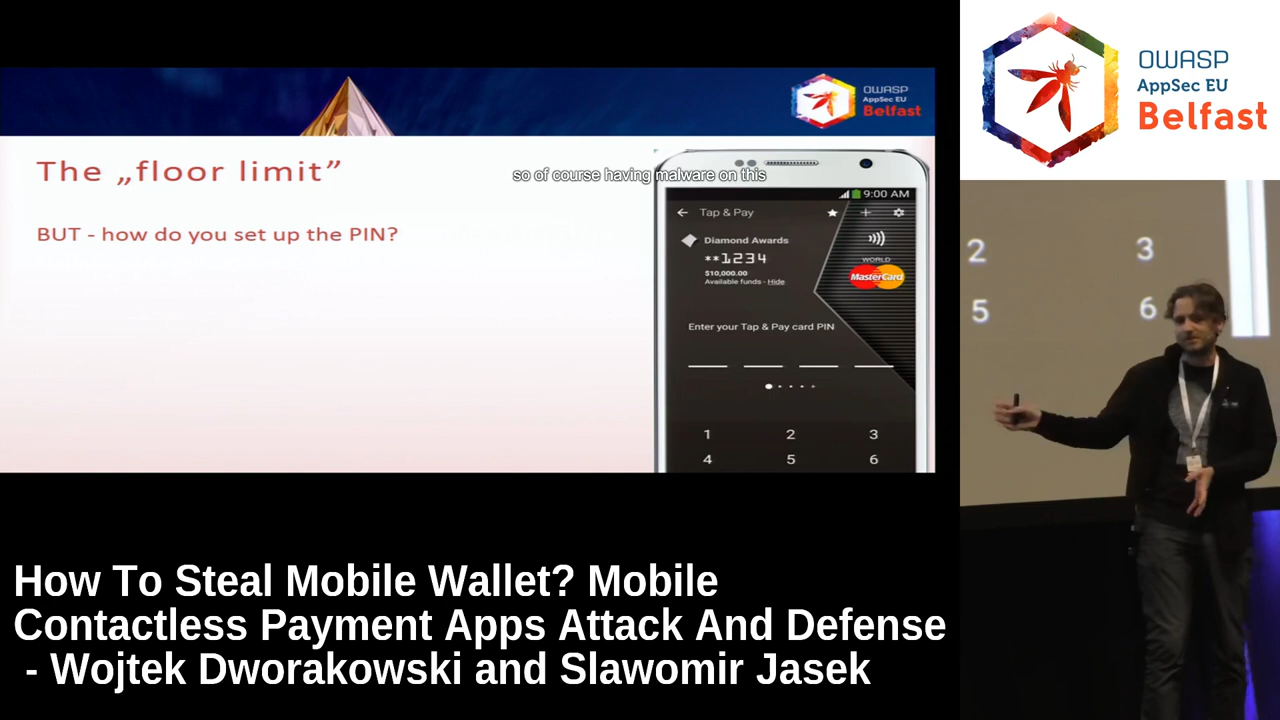 OWASP
AppSec EU
Belfast
OWASP
AppSec EU
Belfast
The „floor limit”
so of course having malware on this
BUT - how do you set up the PIN?
9:00 AM
Tap & Pay
Diamond Awards
**1234
$10,000.00
Available funds - Hide
WORLD
MasterCard
Enter your Tap & Pay card PIN
1 2 3
4 5 6
2 3
5 6
How To Steal Mobile Wallet? Mobile
Contactless Payment Apps Attack And Defense
- Wojtek Dworakowski and Slawomir Jasek